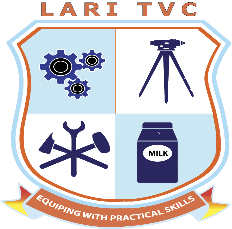 LARI TVC
MILK
EQUIPING WITH PRACTICAL SKILLS